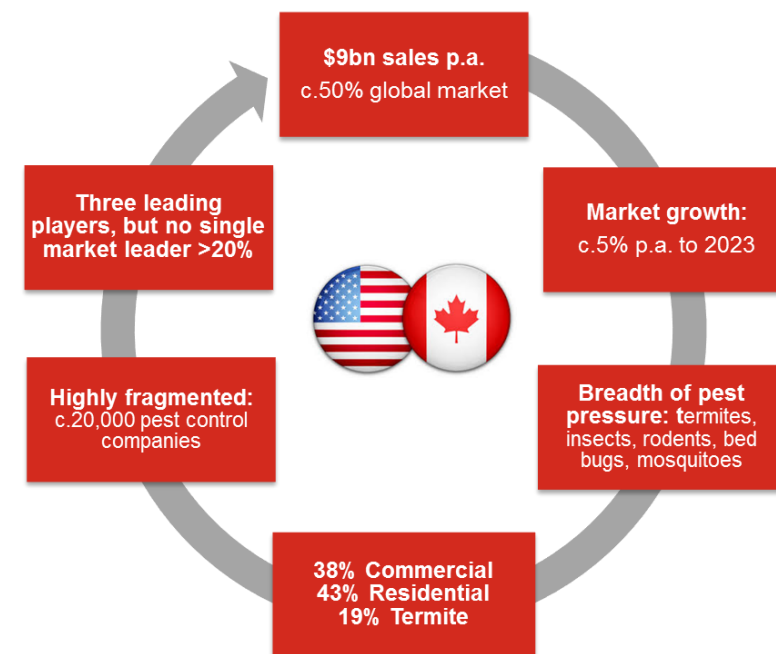 $9bn sales p.a.
c.50% global market
Market growth:
c.5% p.a. to 2023
Breadth of pest
pressure: termites,
insects, rodents, bed
bugs, mosquitoes
38% Commercial
43% Residential
19% Termite
Highly fragmented:
c.20,000 pest control
companies
Three leading
players, but no single
market leader >20%